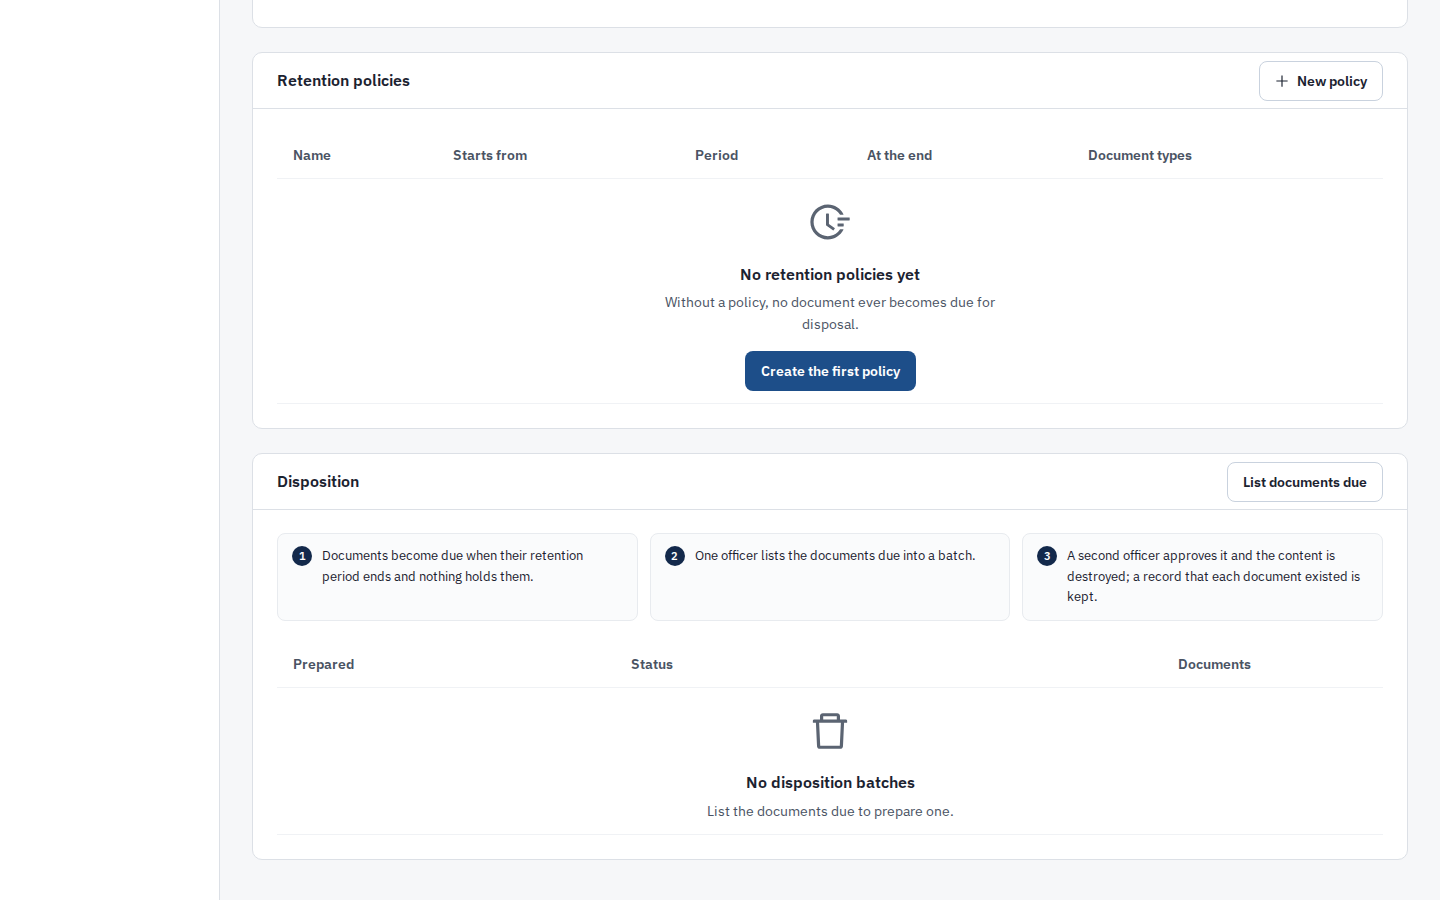 Retention policies
New policy
Name Starts from Period At the end Document types
No retention policies yet
Without a policy, no document ever becomes due for
disposal.
Create the first policy
Disposition
List documents due
1 Documents become due when their retention
period ends and nothing holds them.
2 One officer lists the documents due into a batch.
3 A second officer approves it and the content is
destroyed; a record that each document existed is
kept.
Prepared Status Documents
No disposition batches
List the documents due to prepare one.